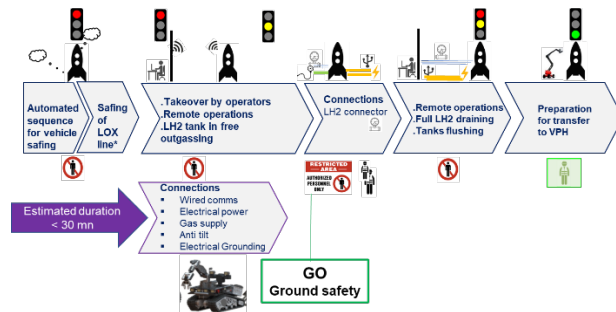 Automated
sequence
for vehicle
safing
Safing
of
LOX
line*
.Takeover by operators
.Remote operations
.LH2 tank in free
outgassing
Connections
LH2 connector
.Remote operations
.Full LH2 draining
.Tanks flushing
Preparation
for transfer
to VPH
RESTRICTED
AREA
AUTHORIZED
PERSONNEL
ONLY
Estimated duration
< 30 mn
Connections
▪ Wired comms
▪ Electrical power
▪ Gas supply
▪ Anti tilt
▪ Electrical Grounding
GO
Ground safety